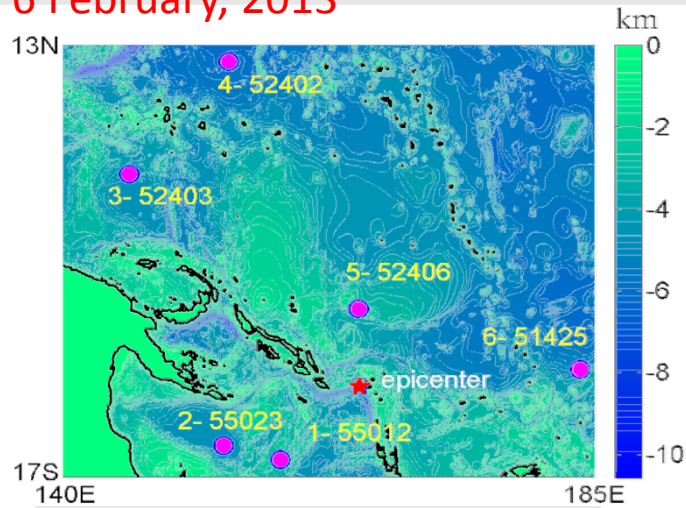 6 February, 2013
km
13N
0
4- 52402
-2
3- 52403
-4
5- 52406
-6
6- 51425
epicenter
-8
2- 55023
1- 55012
-10
17S
140E
185E